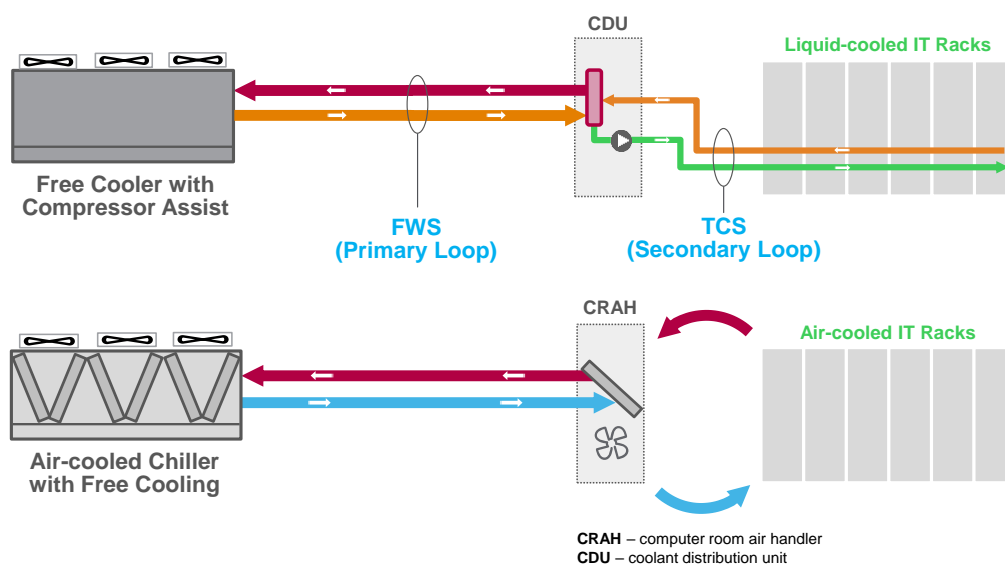 CDU
Liquid-cooled IT Racks
Free Cooler with
Compressor Assist
FWS
(Primary Loop)
TCS
(Secondary Loop)
CRAH
Air-cooled IT Racks
Air-cooled Chiller
with Free Cooling
CRAH – computer room air handler
CDU – coolant distribution unit